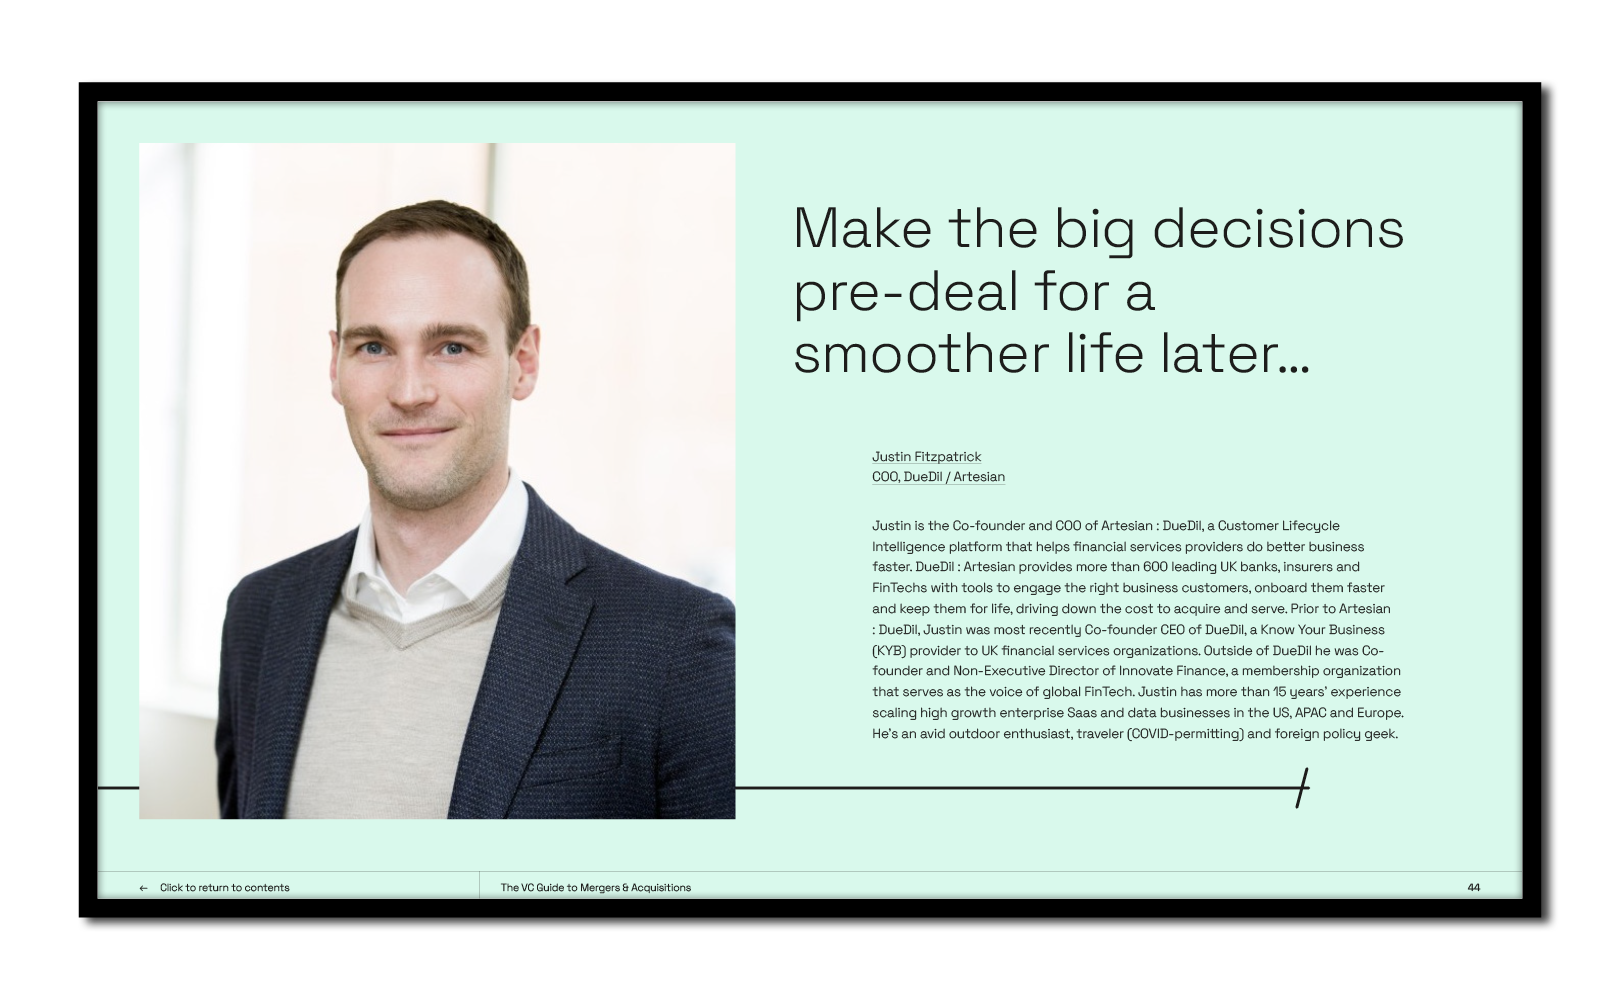 Make the big decisions
pre-deal for a
smoother life later...
Justin Fitzpatrick
COO, DueDil / Artesian
Justin is the Co-founder and COO of Artesian : DueDil, a Customer Lifecycle
Intelligence platform that helps financial services providers do better business
faster. DueDil : Artesian provides more than 600 leading UK banks, insurers and
FinTechs with tools to engage the right business customers, onboard them faster
and keep them for life, driving down the cost to acquire and serve. Prior to Artesian
: DueDil, Justin was most recently Co-founder CEO of DueDil, a Know Your Business
(KYB) provider to UK financial services organizations. Outside of DueDil he was Co-
founder and Non-Executive Director of Innovate Finance, a membership organization
that serves as the voice of global FinTech. Justin has more than 15 years' experience
scaling high growth enterprise Saas and data businesses in the US, APAC and Europe.
He's an avid outdoor enthusiast, traveler (COVID-permitting) and foreign policy geek.
← Click to return to contents
The VC Guide to Mergers & Acquisitions
44